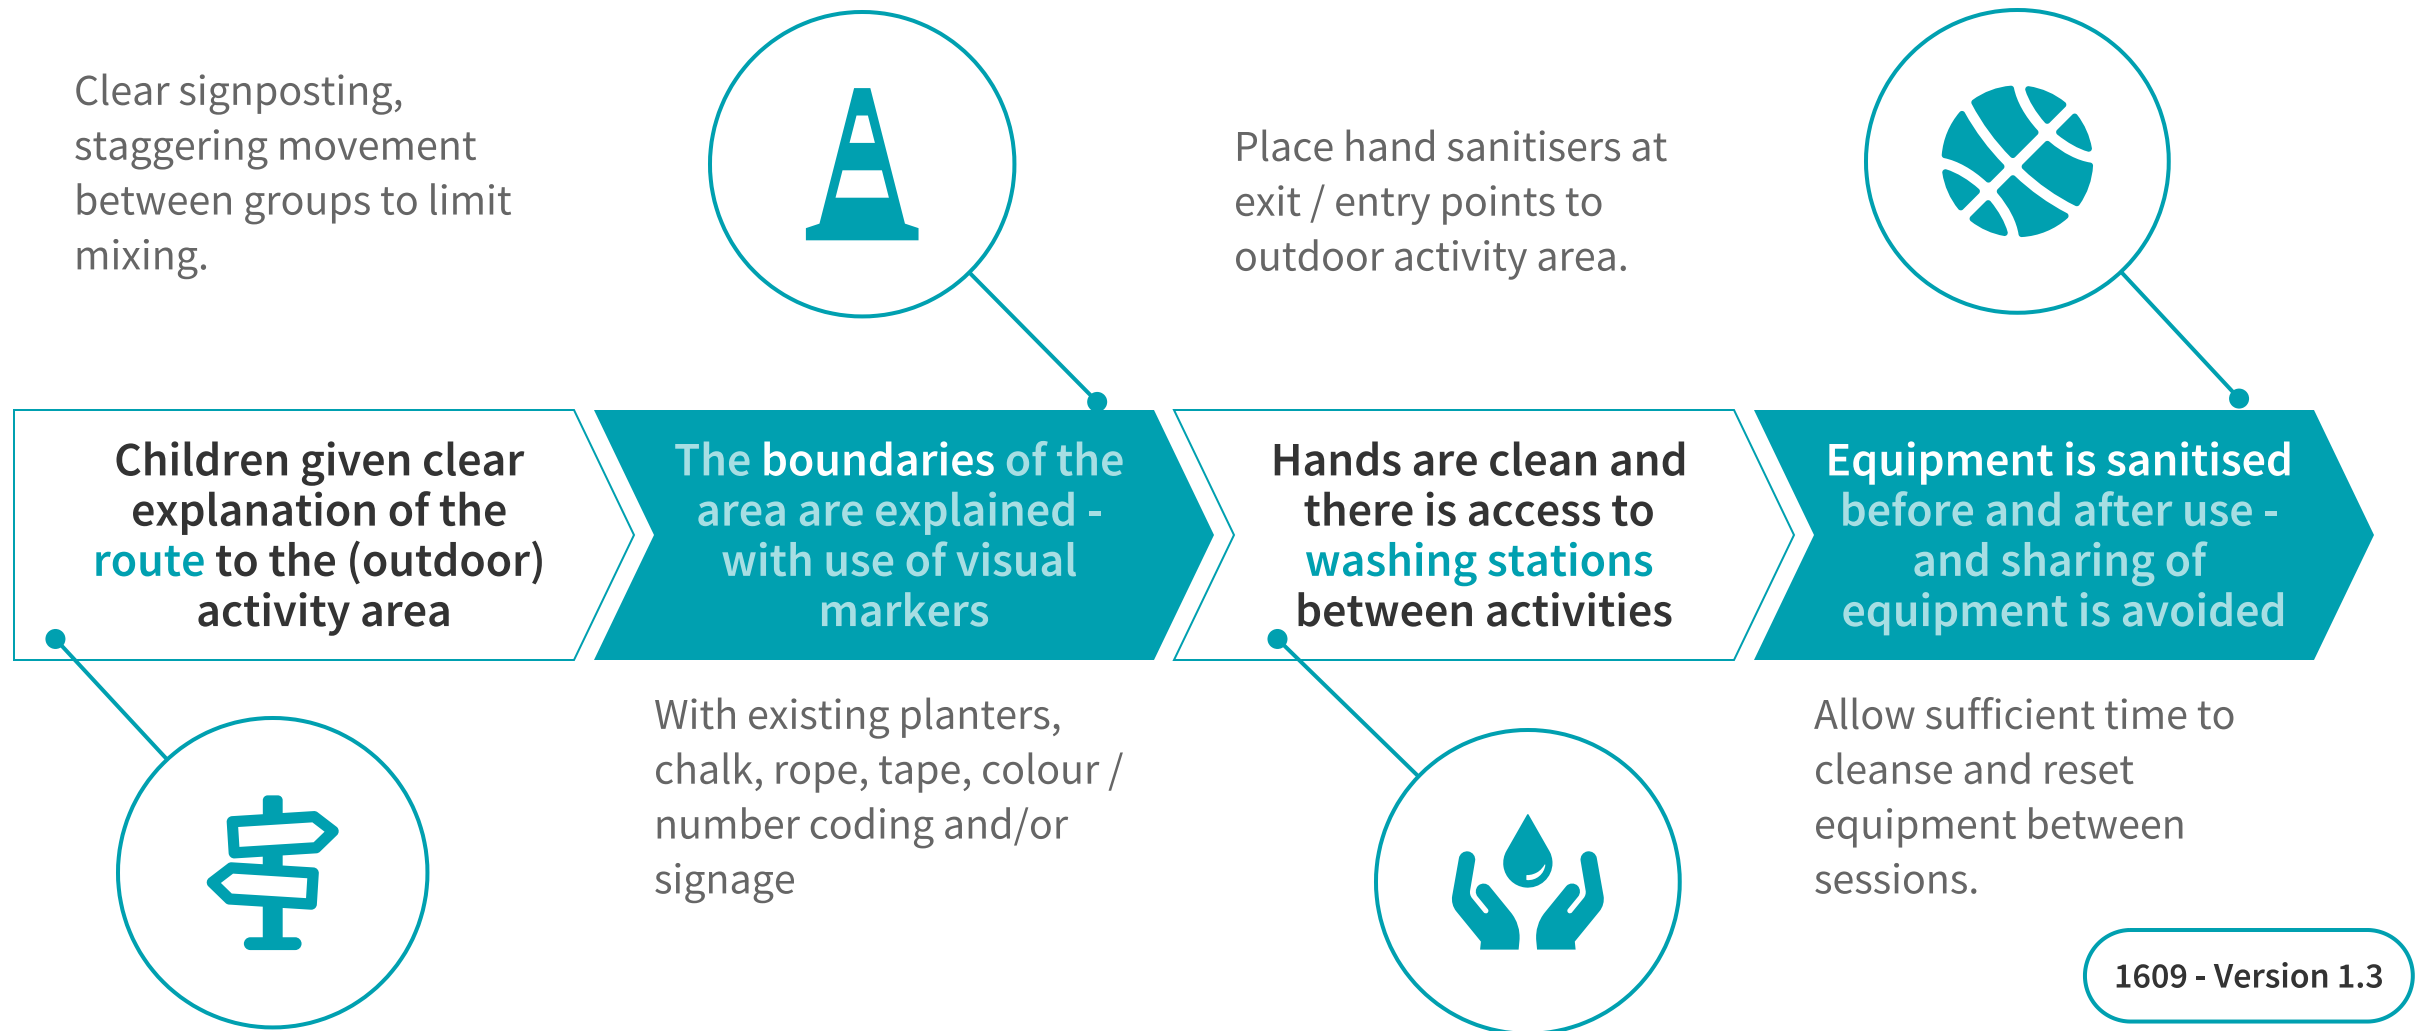 Clear signposting,
staggering movement
between groups to limit
mixing.
Children given clear
explanation of the
route to the (outdoor)
activity area
The boundaries of the
area are explained -
with use of visual
markers
With existing planters,
chalk, rope, tape, colour /
number coding and/or
signage
Place hand sanitisers at
exit / entry points to
outdoor activity area.
Hands are clean and
there is access to
washing stations
between activities
Equipment is sanitised
before and after use -
and sharing of
equipment is avoided
Allow sufficient time to
cleanse and reset
equipment between
sessions.
1609 - Version 1.3